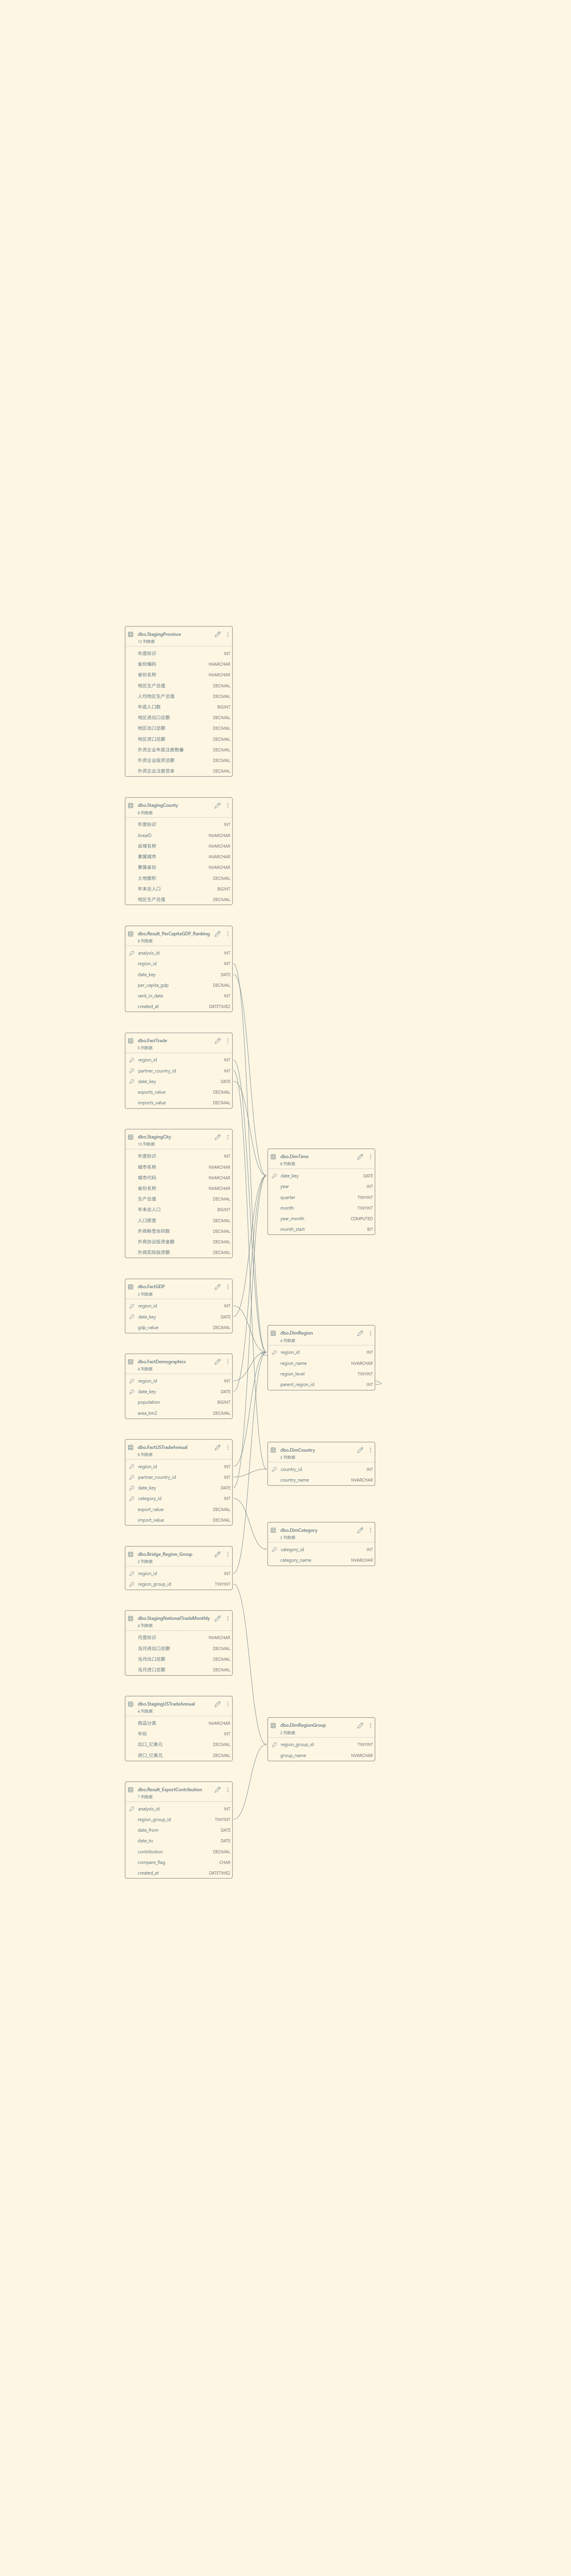 dbo.StagingProvince
12 列数据
年度标识 INT
省份编码 NVARCHAR
省份名称 NVARCHAR
地区生产总值 DECIMAL
人均地区生产总值 DECIMAL
年底人口数 BIGINT
地区进出口总额 DECIMAL
地区出口总额 DECIMAL
地区进口总额 DECIMAL
外资企业年底注册数量 DECIMAL
外资企业投资总额 DECIMAL
外资企业注册资本 DECIMAL
dbo.StagingCounty
8 列数据
年度标识 INT
AreaID NVARCHAR
县域名称 NVARCHAR
隶属城市 NVARCHAR
隶属省份 NVARCHAR
土地面积 DECIMAL
年末总人口 BIGINT
地区生产总值 DECIMAL
dbo.Result_PerCapitaGDP_Ranking
6 列数据
analysis_id INT
region_id INT
date_key DATE
per_capita_gdp DECIMAL
rank_in_date INT
created_at DATETIME2
dbo.FactTrade
5 列数据
region_id INT
partner_country_id INT
date_key DATE
exports_value DECIMAL
imports_value DECIMAL
dbo.StagingCity
10 列数据
年度标识 INT
城市名称 NVARCHAR
城市代码 NVARCHAR
省份名称 NVARCHAR
生产总值 DECIMAL
年末总人口 BIGINT
人口密度 DECIMAL
外商新签合同数 DECIMAL
外商协议投资金额 DECIMAL
外商实际投资额 DECIMAL
dbo.DimTime
6 列数据
date_key DATE
year INT
quarter TINYINT
month TINYINT
year_month COMPUTED
month_start BIT
dbo.FactGDP
3 列数据
region_id INT
date_key DATE
gdp_value DECIMAL
dbo.DimRegion
4 列数据
region_id INT
region_name NVARCHAR
region_level TINYINT
parent_region_id INT
dbo.FactDemographics
4 列数据
region_id INT
date_key DATE
population BIGINT
area_km2 DECIMAL
dbo.FactUSTradeAnnual
6 列数据
region_id INT
partner_country_id INT
date_key DATE
category_id INT
export_value DECIMAL
import_value DECIMAL
dbo.DimCountry
2 列数据
country_id INT
country_name NVARCHAR
dbo.DimCategory
2 列数据
category_id INT
category_name NVARCHAR
dbo.Bridge_Region_Group
2 列数据
region_id INT
region_group_id TINYINT
dbo.StagingNationalTradeMonthly
4 列数据
月度标识 NVARCHAR
当月进出口总额 DECIMAL
当月出口总额 DECIMAL
当月进口总额 DECIMAL
dbo.StagingUSTradeAnnual
4 列数据
商品分类 NVARCHAR
年份 INT
出口_亿美元 DECIMAL
进口_亿美元 DECIMAL
dbo.DimRegionGroup
2 列数据
region_group_id TINYINT
group_name NVARCHAR
dbo.Result_ExportContribution
7 列数据
analysis_id INT
region_group_id TINYINT
date_from DATE
date_to DATE
contribution DECIMAL
compare_flag CHAR
created_at DATETIME2